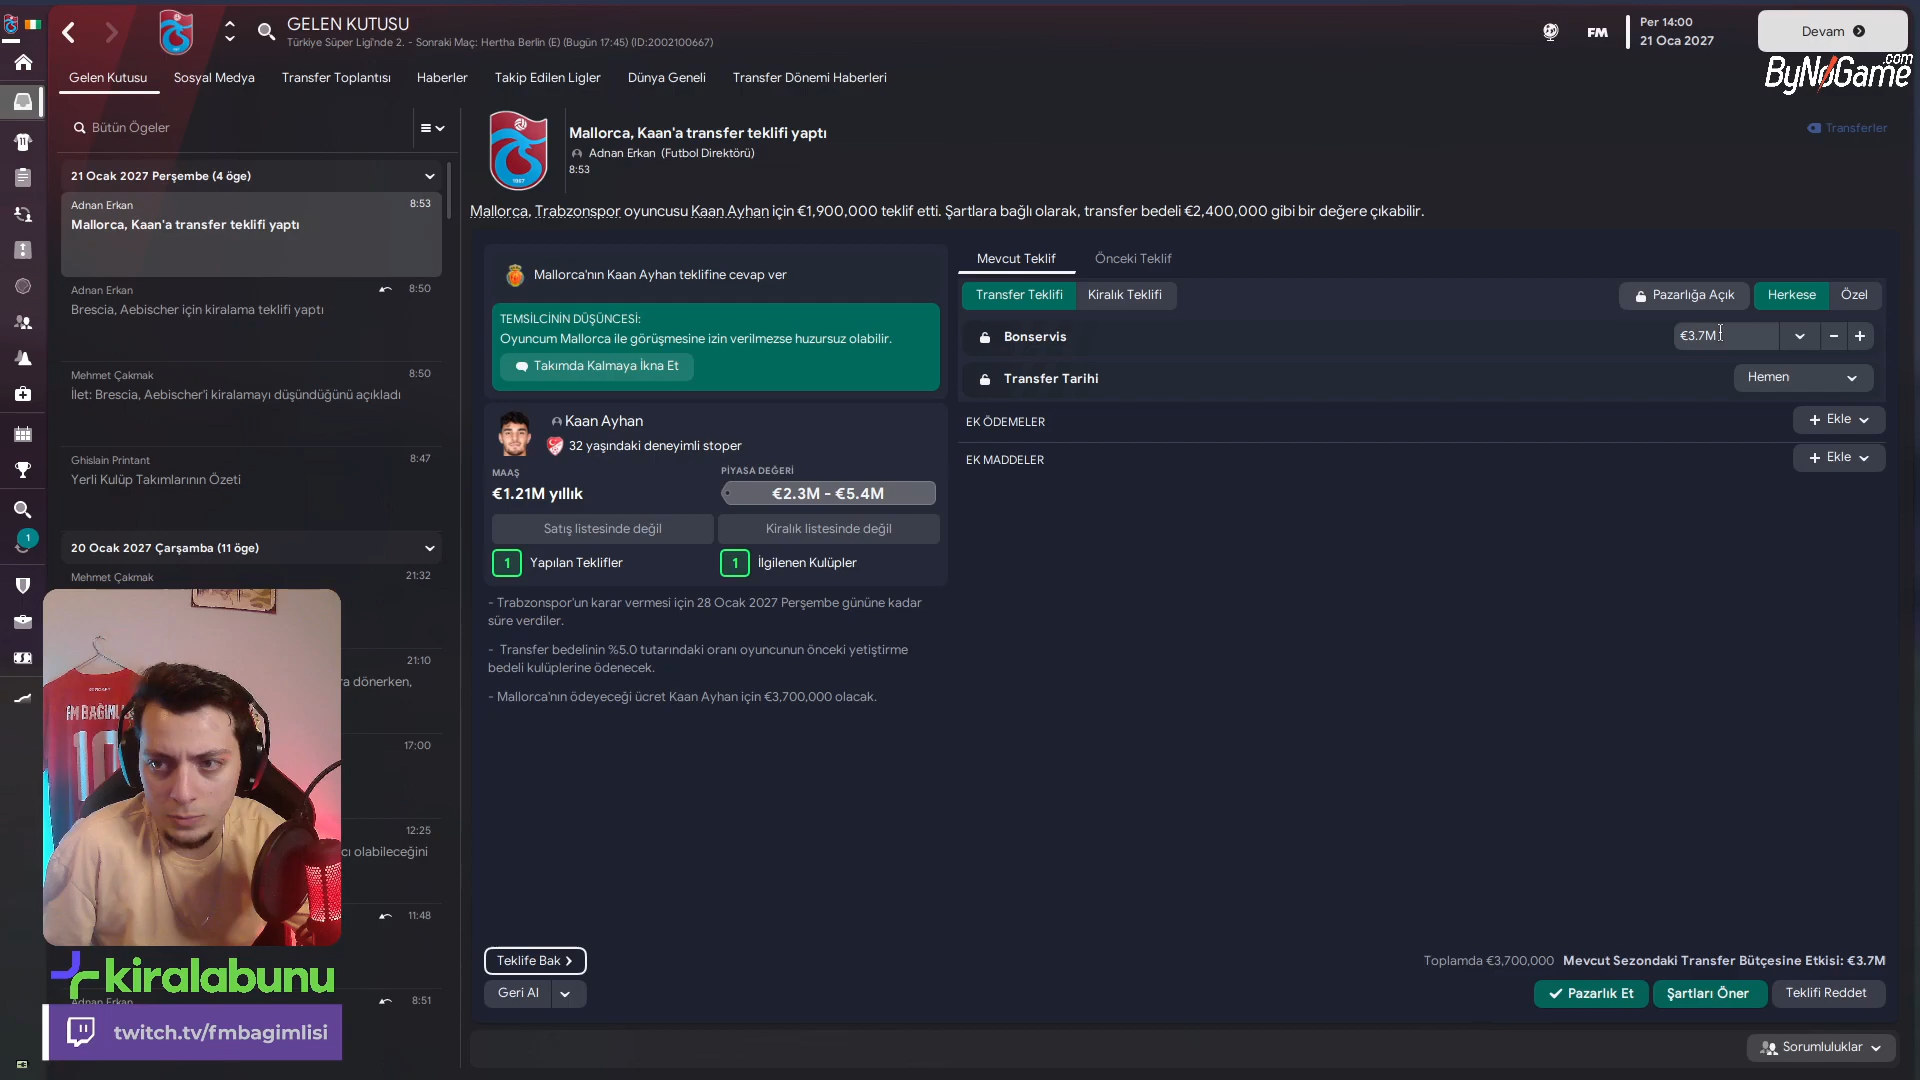 GELEN KUTUSU
Türkiye Süper Ligi'nde 2. - Sonraki Maç: Hertha Berlin (E) (Bugün 17:45) (ID:2002100667)
FM
Per 14:00
21 Oca 2027
Devam
ByNoGame.com
Gelen Kutusu
Sosyal Medya
Transfer Toplantısı
Haberler
Takip Edilen Ligler
Dünya Geneli
Transfer Dönemi Haberleri
Bütün Ögeler
21 Ocak 2027 Perşembe (4 öge)
Adnan Erkan 8:53
Mallorca, Kaan'a transfer teklifi yaptı
Adnan Erkan 8:50
Brescia, Aebischer için kiralama teklifi yaptı
Mehmet Çakmak 8:50
İlet: Brescia, Aebischer'i kiralamayı düşündüğünü açıkladı
Ghislain Printant 8:47
Yerli Kulüp Takımlarının Özeti
20 Ocak 2027 Çarşamba (11 öge)
Mehmet Çakmak 21:32
21:10
ra dönerken,
17:00
12:25
cı olabileceğini
11:48
Adnan Erkan 8:51
Mallorca, Kaan'a transfer teklifi yaptı
Adnan Erkan (Futbol Direktörü)
8:53
Transferler
Mallorca, Trabzonspor oyuncusu Kaan Ayhan için €1,900,000 teklif etti. Şartlara bağlı olarak, transfer bedeli €2,400,000 gibi bir değere çıkabilir.
Mallorca'nın Kaan Ayhan teklifine cevap ver
TEMSİLCİNİN DÜŞÜNCESİ:
Oyuncum Mallorca ile görüşmesine izin verilmezse huzursuz olabilir.
Takımda Kalmaya İkna Et
Kaan Ayhan
32 yaşındaki deneyimli stoper
MAAŞ
€1.21M yıllık
PİYASA DEĞERİ
€2.3M - €5.4M
Satış listesinde değil
Kiralık listesinde değil
1 Yapılan Teklifler
1 İlgilenen Kulüpler
- Trabzonspor'un karar vermesi için 28 Ocak 2027 Perşembe gününe kadar
süre verdiler.
- Transfer bedelinin %5.0 tutarındaki oranı oyuncunun önceki yetiştirme
bedeli kulüplerine ödenecek.
- Mallorca'nın ödeyeceği ücret Kaan Ayhan için €3,700,000 olacak.
Mevcut Teklif
Önceki Teklif
Transfer Teklifi
Kiralık Teklifi
Pazarlığa Açık
Herkese
Özel
Bonservis
€3.7M
Transfer Tarihi
Hemen
EK ÖDEMELER
+ Ekle
EK MADDELER
+ Ekle
Teklife Bak
Geri Al
Toplamda €3,700,000 Mevcut Sezondaki Transfer Bütçesine Etkisi: €3.7M
Pazarlık Et
Şartları Öner
Teklifi Reddet
Sorumluluklar
kiralabunu
twitch.tv/fmbagimlisi